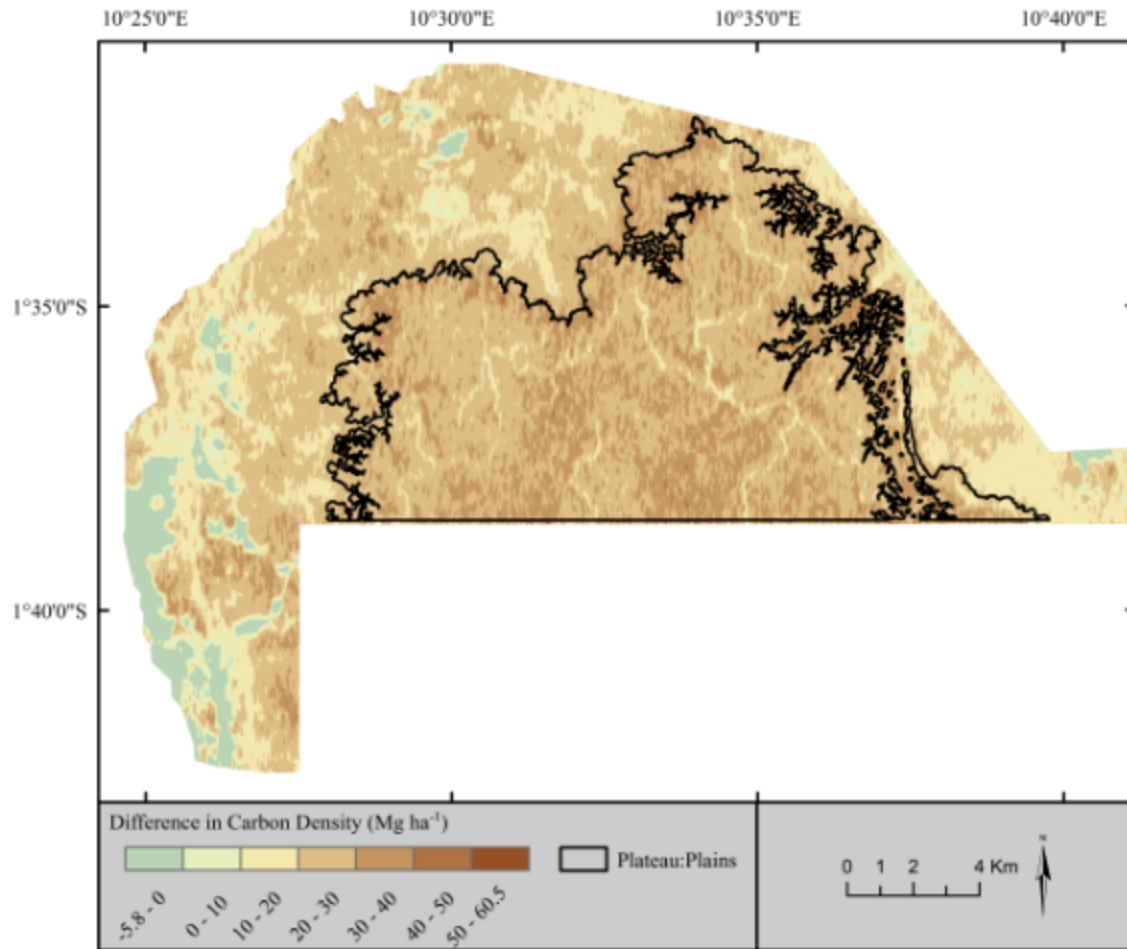 10°25'0"E 10°30'0"E 10°35'0"E 10°40'0"E
1°35'0"S
1°40'0"S
Difference in Carbon Density (Mg ha⁻¹)
Plateau:Plains
-5.8 - 0
0 - 10
10 - 20
20 - 30
30 - 40
40 - 50
50 - 60.5
N
0 1 2 4 Km